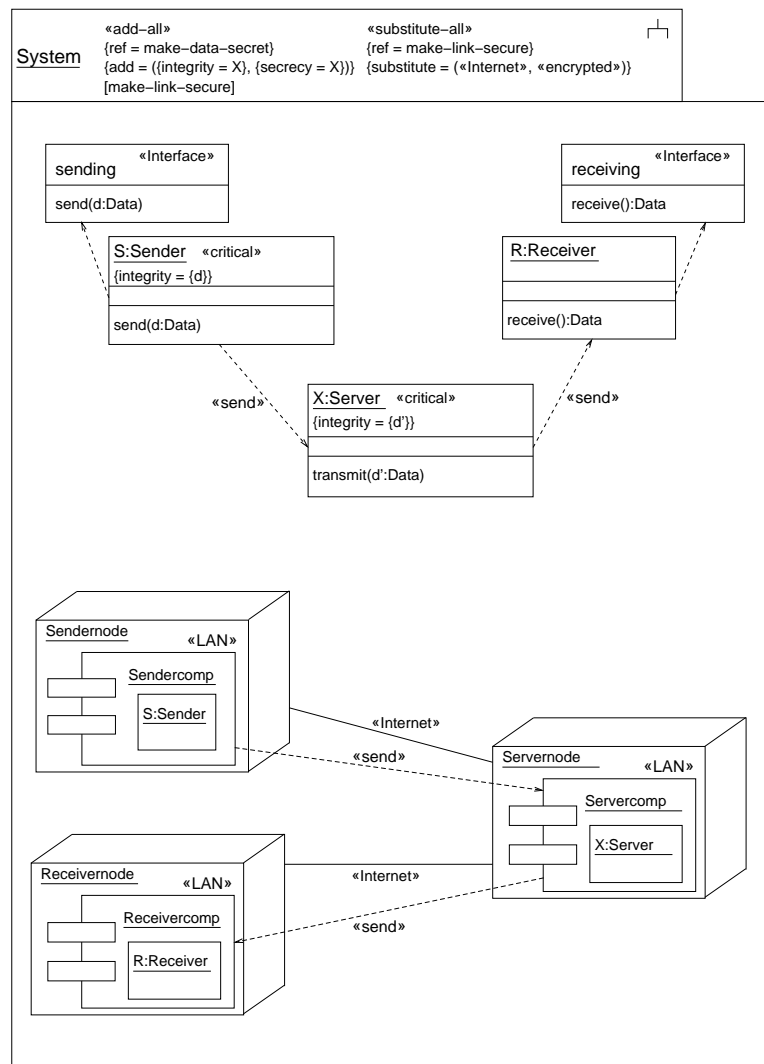 System
«add–all»
{ref = make–data–secret}
{add = ({integrity = X}, {secrecy = X})}
[make–link–secure]
«substitute–all»
{ref = make–link–secure}
{substitute = («Internet», «encrypted»)}
«Interface»
sending
send(d:Data)
«Interface»
receiving
receive():Data
S:Sender «critical»
{integrity = {d}}
send(d:Data)
R:Receiver
receive():Data
«send»
X:Server «critical»
{integrity = {d'}}
transmit(d':Data)
«send»
Sendernode
«LAN»
Sendercomp
S:Sender
«Internet»
«send»
Servernode
«LAN»
Servercomp
X:Server
Receivernode
«LAN»
Receivercomp
R:Receiver
«Internet»
«send»